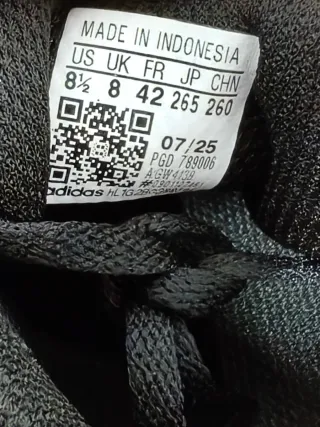 MADE IN INDONESIA
US UK FR JP CHN
8½ 8 42 265 260
07/25
PGD 789006
adidas